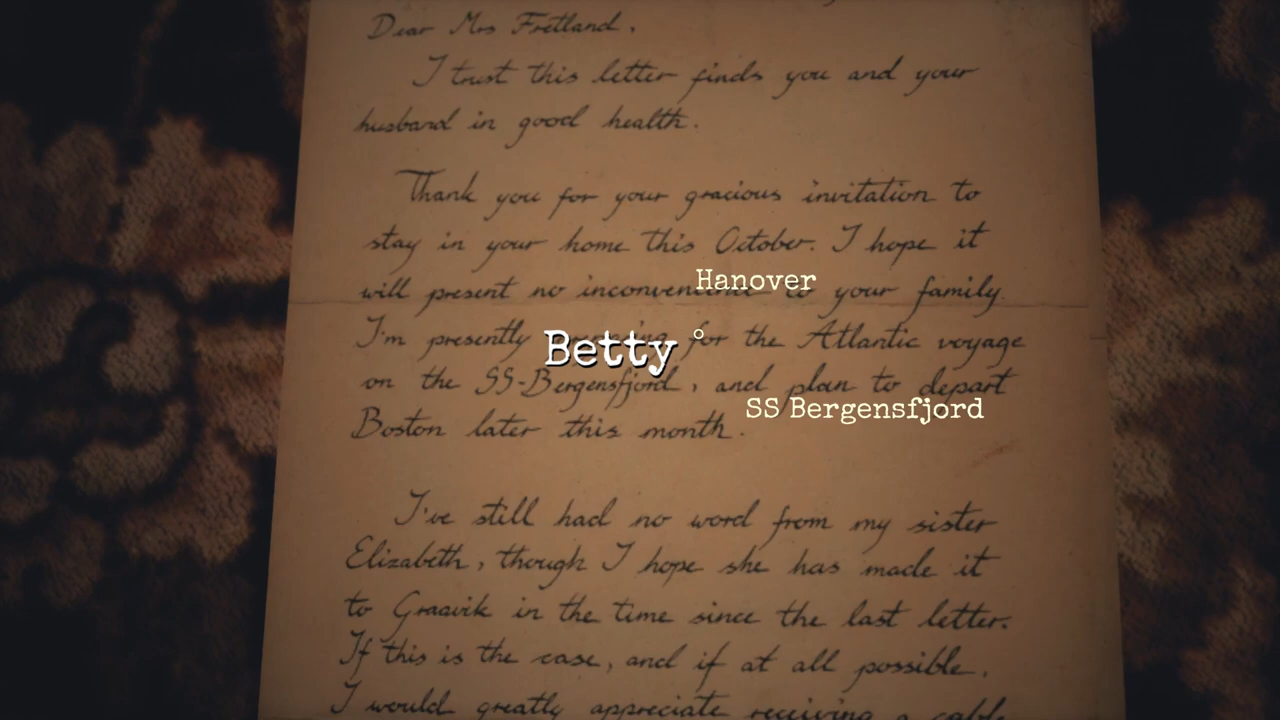 Dear Mrs Fretland,
I trust this letter finds you and your
husband in good health.
Thank you for your gracious invitation to
stay in your home this October. I hope it
Hanover
will present no inconvenience to your family.
Betty
I'm presently for the Atlantic voyage
on the SS-Bergensfjord, and plan to depart
SS Bergensfjord
Boston later this month.
I've still had no word from my sister
Elizabeth, though I hope she has made it
to Graavik in the time since the last letter.
If this is the case, and if at all possible,
I would greatly appreciate receiving a cable